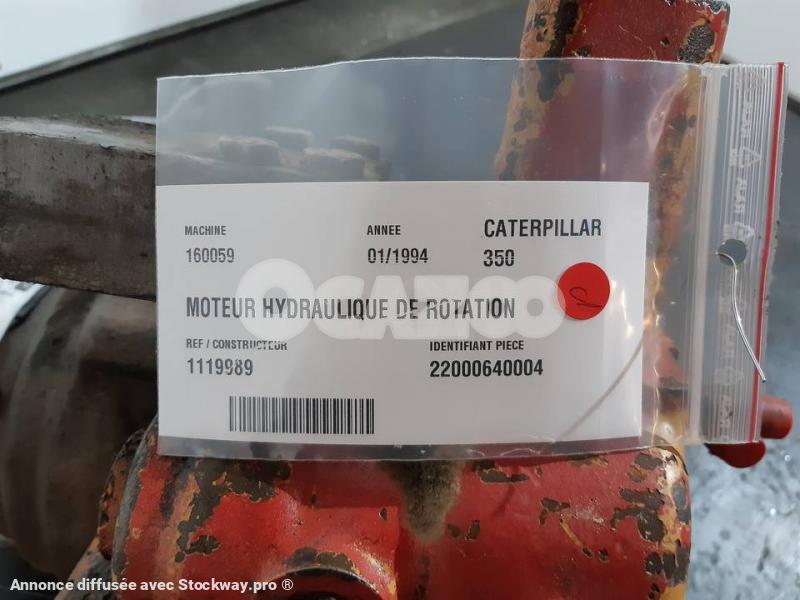 MACHINE ANNEE CATERPILLAR
160059 01/1994 350
MOTEUR HYDRAULIQUE DE ROTATION
REF / CONSTRUCTEUR IDENTIFIANT PIECE
1119989 22000640004
OCAZOO
Annonce diffusée avec Stockway.pro ®